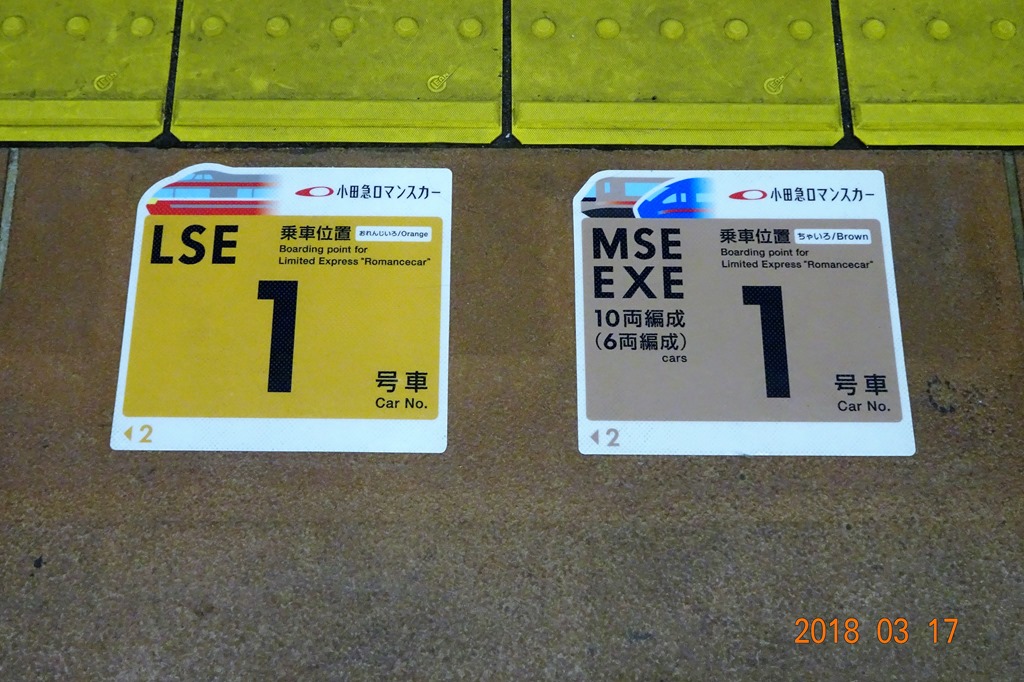 小田急ロマンスカー
LSE
乗車位置 おれんじいろ/Orange
Boarding point for
Limited Express "Romancecar"
1
号車
Car No.
◀2
小田急ロマンスカー
MSE
EXE
10両編成
(6両編成)
cars
乗車位置 ちゃいろ/Brown
Boarding point for
Limited Express "Romancecar"
1
号車
Car No.
◀2
2018 03 17